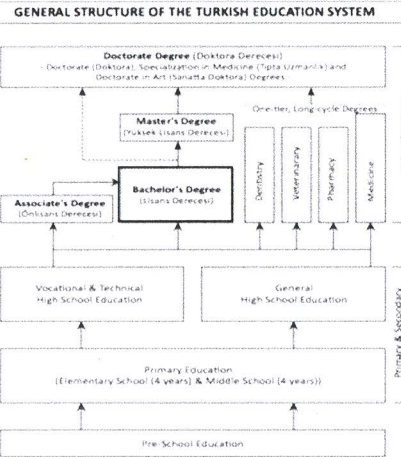 GENERAL STRUCTURE OF THE TURKISH EDUCATION SYSTEM
Doctorate Degree (Doktora Derecesi)
- Doctorate (Doktora), Specialization in Medicine (Tıpta Uzmanlık) and
Doctorate in Art (Sanatta Doktora) Degrees -
One-tier, Long cycle Degrees
Master's Degree
(Yüksek Lisans Derecesi)
Bachelor's Degree
(Lisans Derecesi)
Associate's Degree
(Önlisans Derecesi)
Dentistry
Veterinarary
Pharmacy
Medicine
Vocational & Technical
High School Education
General
High School Education
Primary Education
(Elementary School (4 years) & Middle School (4 years))
Pre-School Education
Primary & Secondary